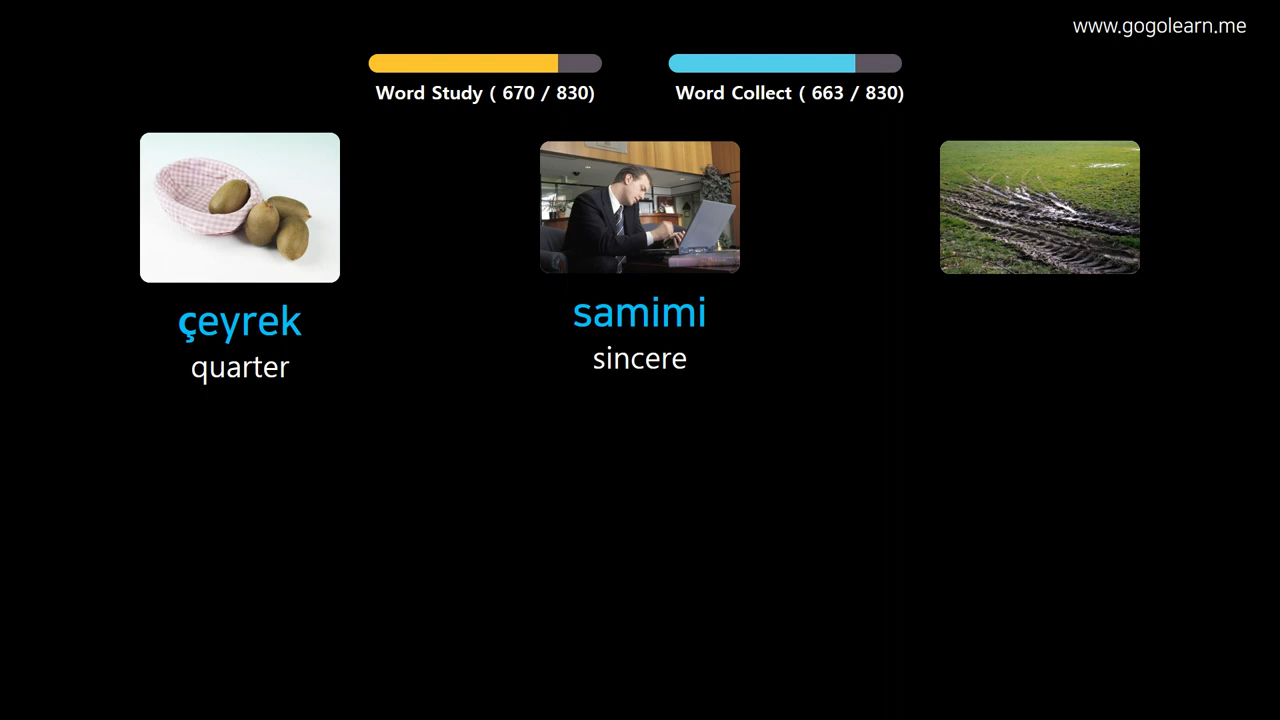 www.gogolearn.me
Word Study ( 670 / 830)
Word Collect ( 663 / 830)
çeyrek
quarter
samimi
sincere